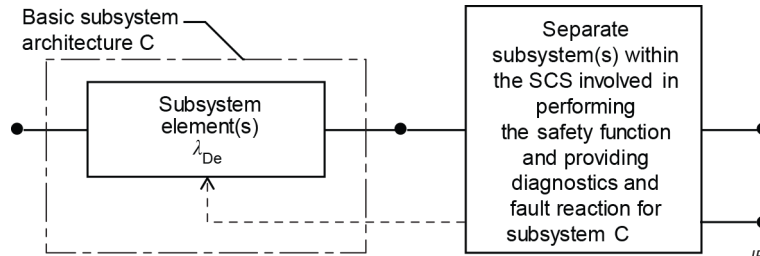 Basic subsystem
architecture C
Subsystem
element(s)
λDe
Separate
subsystem(s) within
the SCS involved in
performing
the safety function
and providing
diagnostics and
fault reaction for
subsystem C